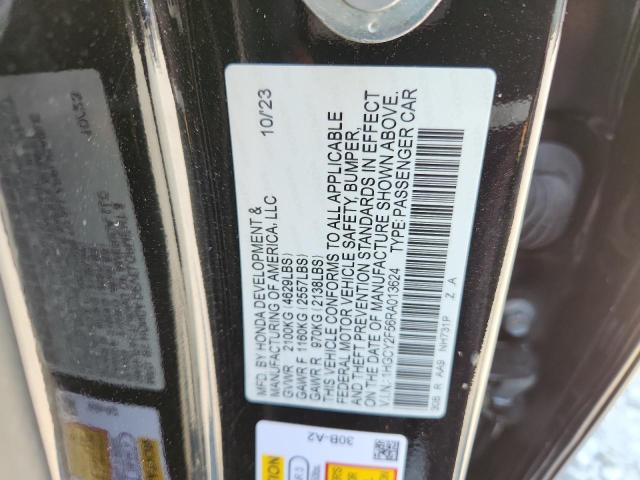 MFD. BY HONDA DEVELOPMENT & 10/23
MANUFACTURING OF AMERICA, LLC
GVWR 2100KG (4629LBS)
GAWR F 1160KG (2557LBS)
GAWR R 970KG (2138LBS)
THIS VEHICLE CONFORMS TO ALL APPLICABLE
FEDERAL MOTOR VEHICLE SAFETY, BUMPER,
AND THEFT PREVENTION STANDARDS IN EFFECT
ON THE DATE OF MANUFACTURE SHOWN ABOVE.
V.I.N.: 1HGCY2F56RA013624 TYPE: PASSENGER CAR
30B R AA9 NH731P Z A
30B-A2